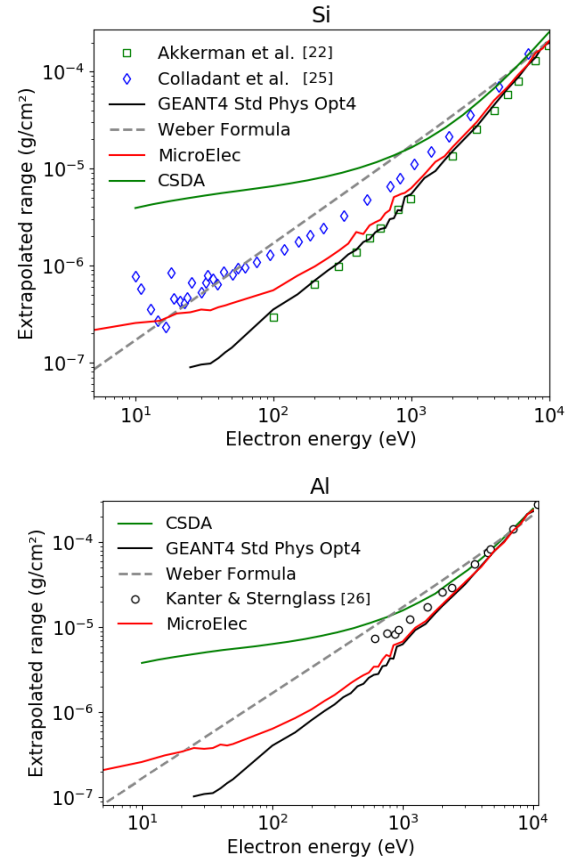 Si
Extrapolated range (g/cm²)
10⁻⁴
10⁻⁵
10⁻⁶
10⁻⁷
Akkerman et al. [22]
Colladant et al. [25]
GEANT4 Std Phys Opt4
Weber Formula
MicroElec
CSDA
10¹
10²
10³
10⁴
Electron energy (eV)
Al
Extrapolated range (g/cm²)
10⁻⁴
10⁻⁵
10⁻⁶
10⁻⁷
CSDA
GEANT4 Std Phys Opt4
Weber Formula
Kanter & Sternglass [26]
MicroElec
10¹
10²
10³
10⁴
Electron energy (eV)